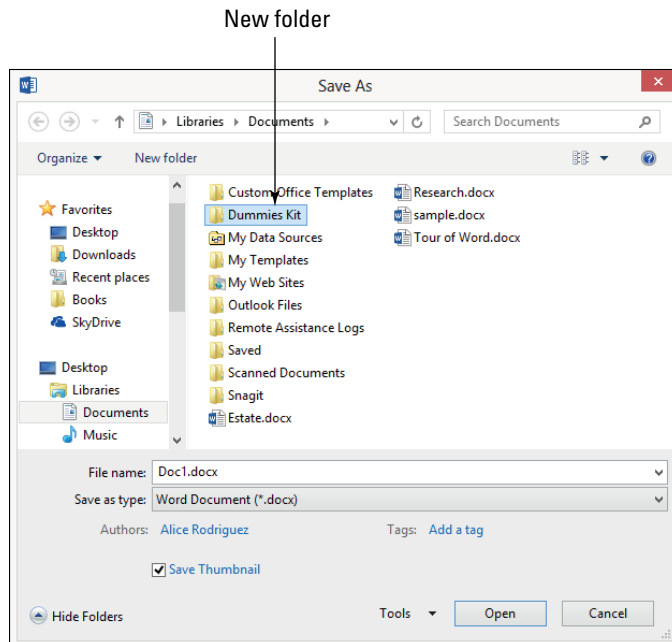 New folder
Save As
Libraries Documents
Search Documents
Organize
New folder
Favorites
Desktop
Downloads
Recent places
Books
SkyDrive
Desktop
Libraries
Documents
Music
Custom Office Templates
Dummies Kit
My Data Sources
My Templates
My Web Sites
Outlook Files
Remote Assistance Logs
Saved
Scanned Documents
Snagit
Estate.docx
Research.docx
sample.docx
Tour of Word.docx
File name: Doc1.docx
Save as type: Word Document (*.docx)
Authors: Alice Rodriguez
Tags: Add a tag
Save Thumbnail
Hide Folders
Tools
Open
Cancel